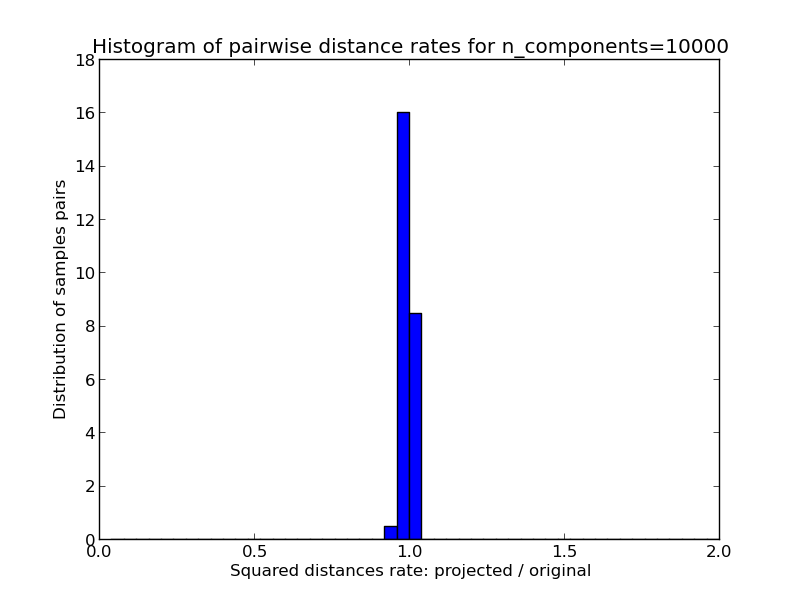 Histogram of pairwise distance rates for n_components=10000
18
16
14
12
10
8
6
4
2
0
Distribution of samples pairs
0.0 0.5 1.0 1.5 2.0
Squared distances rate: projected / original